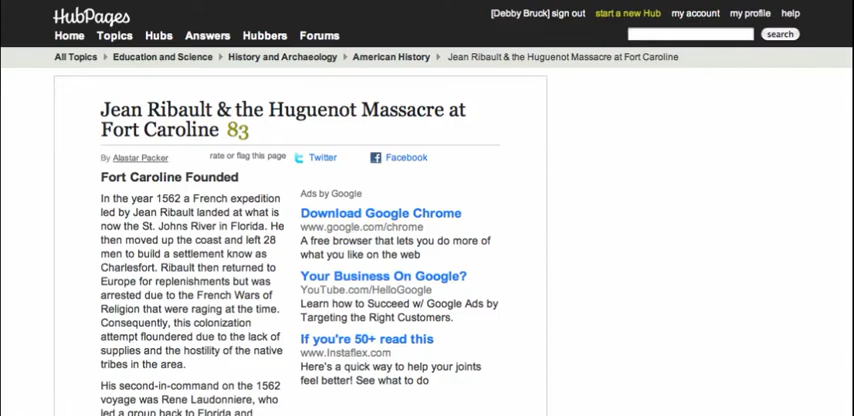 HubPages
[Debby Bruck] sign out start a new Hub my account my profile help
Home Topics Hubs Answers Hubbers Forums
search
All Topics Education and Science History and Archaeology American History Jean Ribault & the Huguenot Massacre at Fort Caroline
Jean Ribault & the Huguenot Massacre at
Fort Caroline 83
By Alastar Packer
rate or flag this page
Twitter
Facebook
Fort Caroline Founded
In the year 1562 a French expedition
led by Jean Ribault landed at what is
now the St. Johns River in Florida. He
then moved up the coast and left 28
men to build a settlement know as
Charlesfort. Ribault then returned to
Europe for replenishments but was
arrested due to the French Wars of
Religion that were raging at the time.
Consequently, this colonization
attempt floundered due to the lack of
supplies and the hostility of the native
tribes in the area.
His second-in-command on the 1562
voyage was Rene Laudonniere, who
led a group back to Florida and
Ads by Google
Download Google Chrome
www.google.com/chrome
A free browser that lets you do more of
what you like on the web
Your Business On Google?
YouTube.com/HelloGoogle
Learn how to Succeed w/ Google Ads by
Targeting the Right Customers.
If you're 50+ read this
www.Instaflex.com
Here's a quick way to help your joints
feel better! See what to do